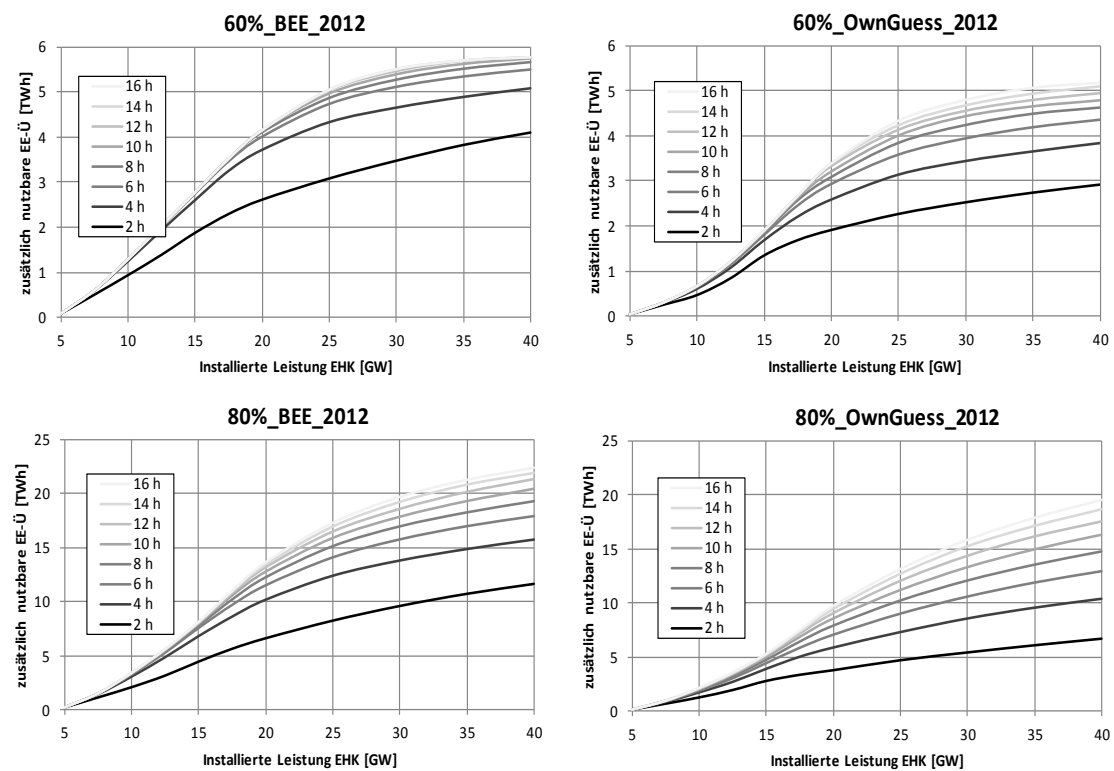 60%_BEE_2012
zusätzlich nutzbare EE-Ü [TWh]
6
5
4
3
2
1
0
16 h
14 h
12 h
10 h
8 h
6 h
4 h
2 h
5 10 15 20 25 30 35 40
Installierte Leistung EHK [GW]
60%_OwnGuess_2012
zusätzlich nutzbare EE-Ü [TWh]
6
5
4
3
2
1
0
16 h
14 h
12 h
10 h
8 h
6 h
4 h
2 h
5 10 15 20 25 30 35 40
Installierte Leistung EHK [GW]
80%_BEE_2012
zusätzlich nutzbare EE-Ü [TWh]
25
20
15
10
5
0
16 h
14 h
12 h
10 h
8 h
6 h
4 h
2 h
5 10 15 20 25 30 35 40
Installierte Leistung EHK [GW]
80%_OwnGuess_2012
zusätzlich nutzbare EE-Ü [TWh]
25
20
15
10
5
0
16 h
14 h
12 h
10 h
8 h
6 h
4 h
2 h
5 10 15 20 25 30 35 40
Installierte Leistung EHK [GW]